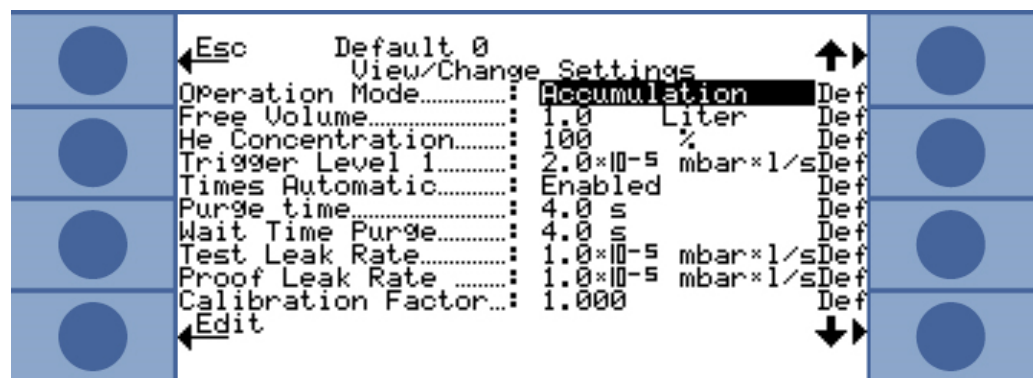 Esc Default 0
View/Change Settings
Operation Mode.............: Accumulation Def
Free Volume.....................: 1.0 Liter Def
He Concentration.........: 100 % Def
Trigger Level 1............: 2.0×10⁻⁵ mbar×l/s Def
Times Automatic...........: Enabled Def
Purge time.......................: 4.0 s Def
Wait Time Purge...........: 4.0 s Def
Test Leak Rate..............: 1.0×10⁻⁵ mbar×l/s Def
Proof Leak Rate ........: 1.0×10⁻⁵ mbar×l/s Def
Calibration Factor...: 1.000 Def
Edit